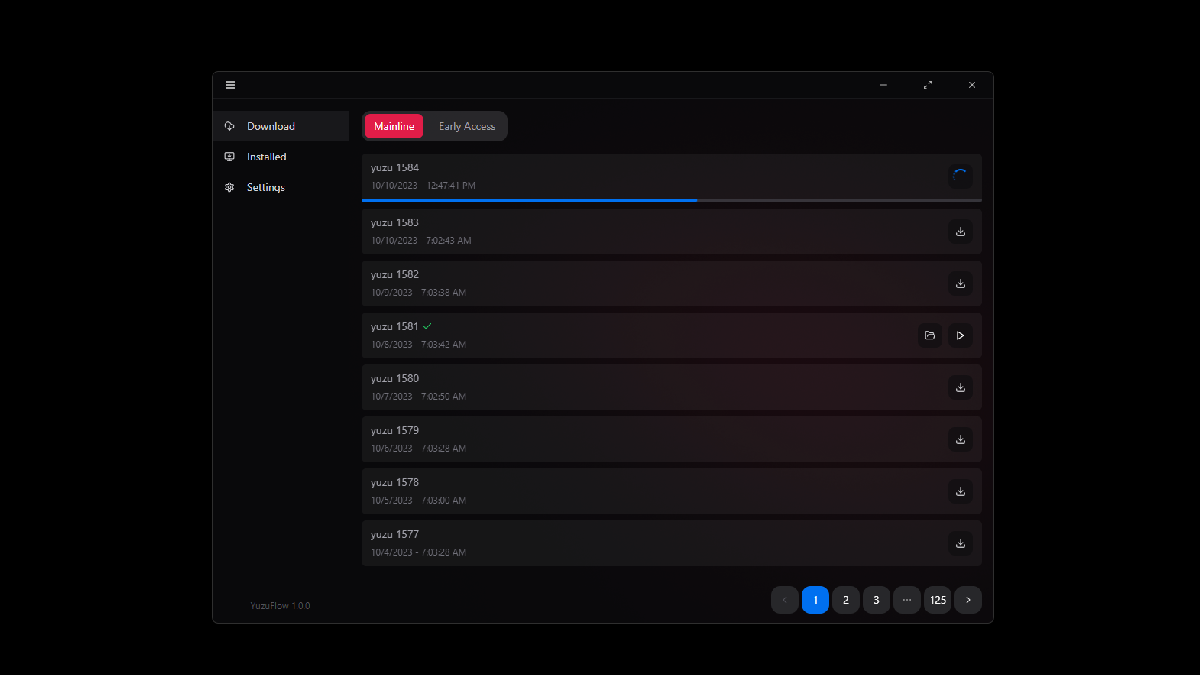 Download
Installed
Settings
Mainline
Early Access
yuzu 1584
10/10/2023 - 12:47:41 PM
yuzu 1583
10/10/2023 - 7:02:43 AM
yuzu 1582
10/9/2023 - 7:03:38 AM
yuzu 1581
10/8/2023 - 7:03:42 AM
yuzu 1580
10/7/2023 - 7:02:50 AM
yuzu 1579
10/6/2023 - 7:03:28 AM
yuzu 1578
10/5/2023 - 7:03:00 AM
yuzu 1577
10/4/2023 - 7:03:28 AM
YuzuFlow 1.0.0
1 2 3 ... 125